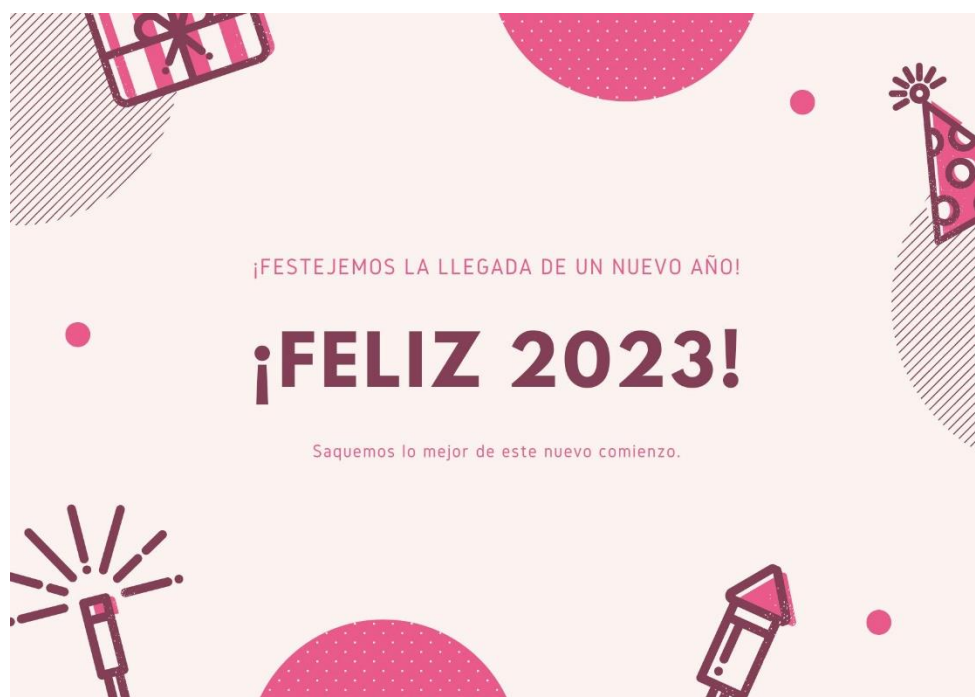 ¡FESTEJEMOS LA LLEGADA DE UN NUEVO AÑO!
¡FELIZ 2023!
Saquemos lo mejor de este nuevo comienzo.